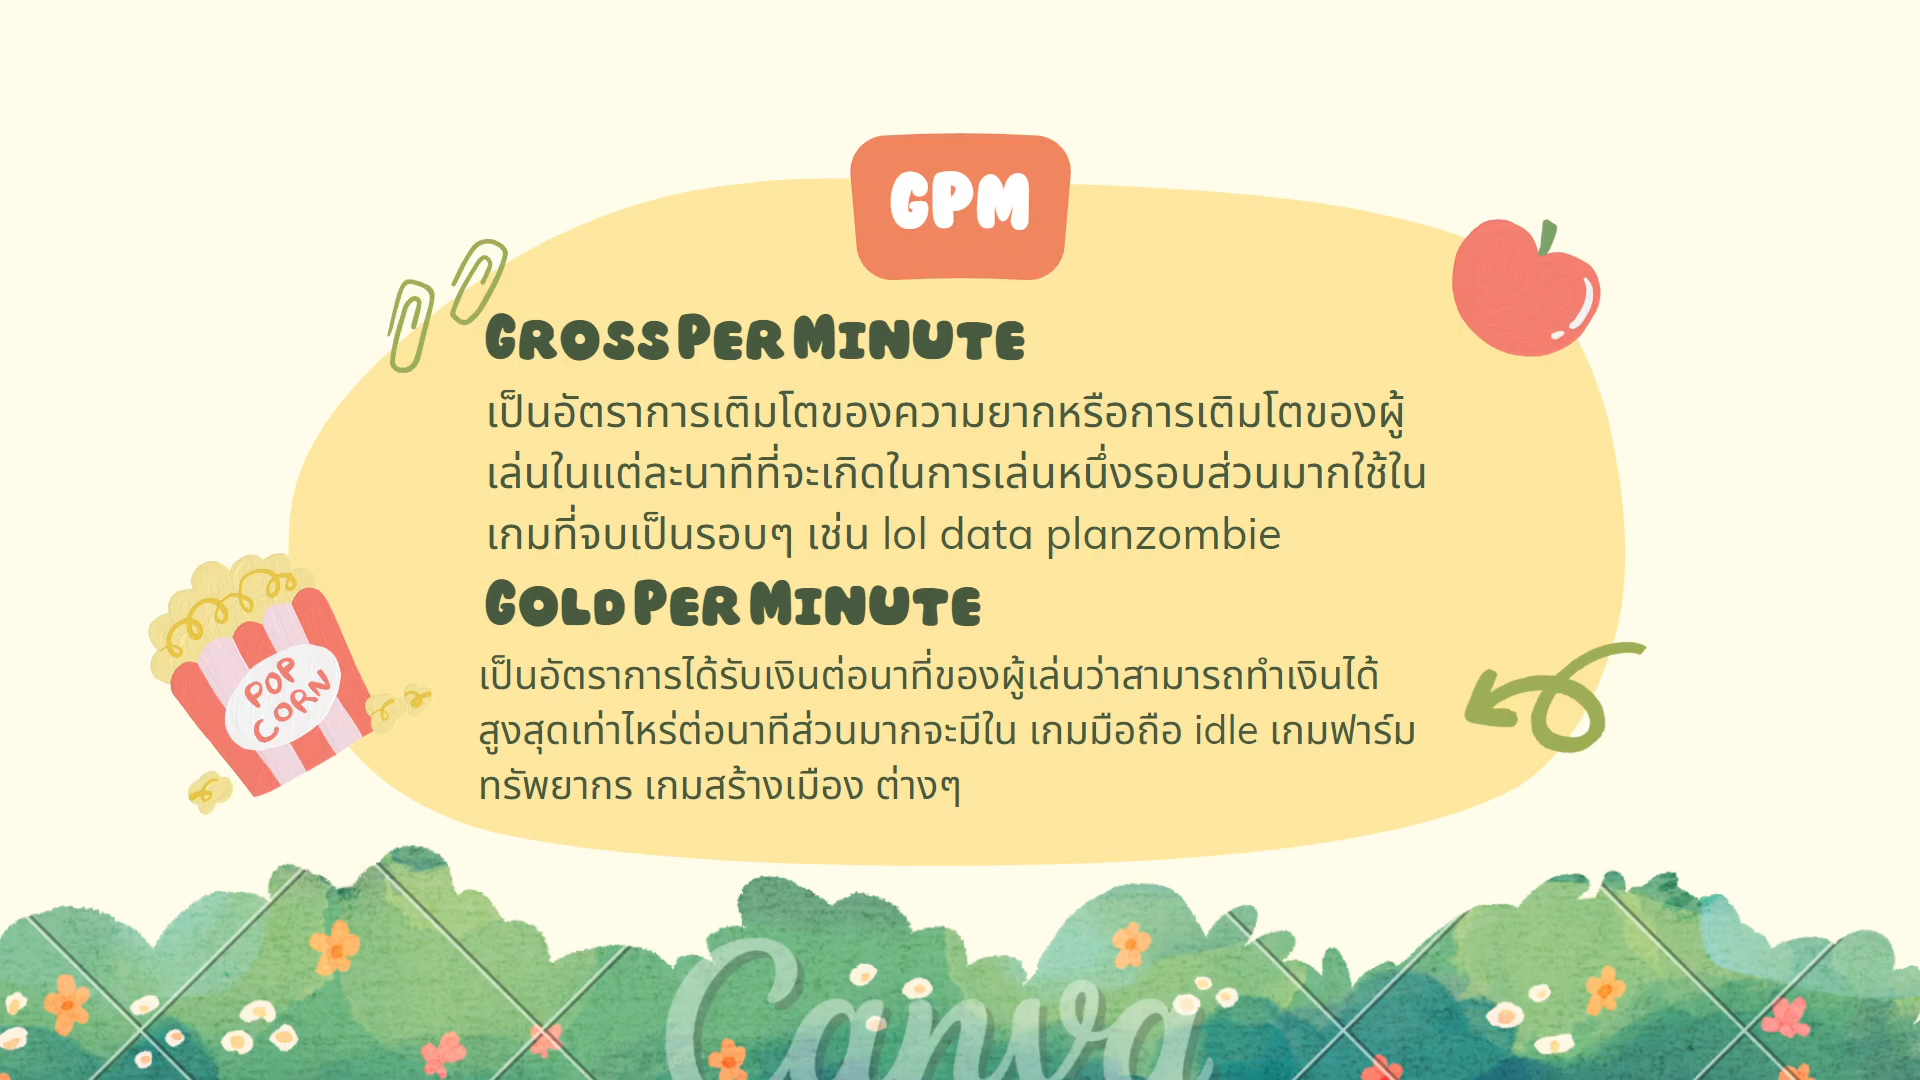 GPM
Gross Per Minute
เป็นอัตราการเติมโตของความยากหรือการเติมโตของผู้
เล่นในแต่ละนาทีที่จะเกิดในการเล่นหนึ่งรอบส่วนมากใช้ใน
เกมที่จบเป็นรอบๆ เช่น lol data planzombie
Gold Per Minute
เป็นอัตราการได้รับเงินต่อนาที่ของผู้เล่นว่าสามารถทำเงินได้
สูงสุดเท่าไหร่ต่อนาทีส่วนมากจะมีใน เกมมือถือ idle เกมฟาร์ม
ทรัพยากร เกมสร้างเมือง ต่างๆ
POP
CORN
Canva